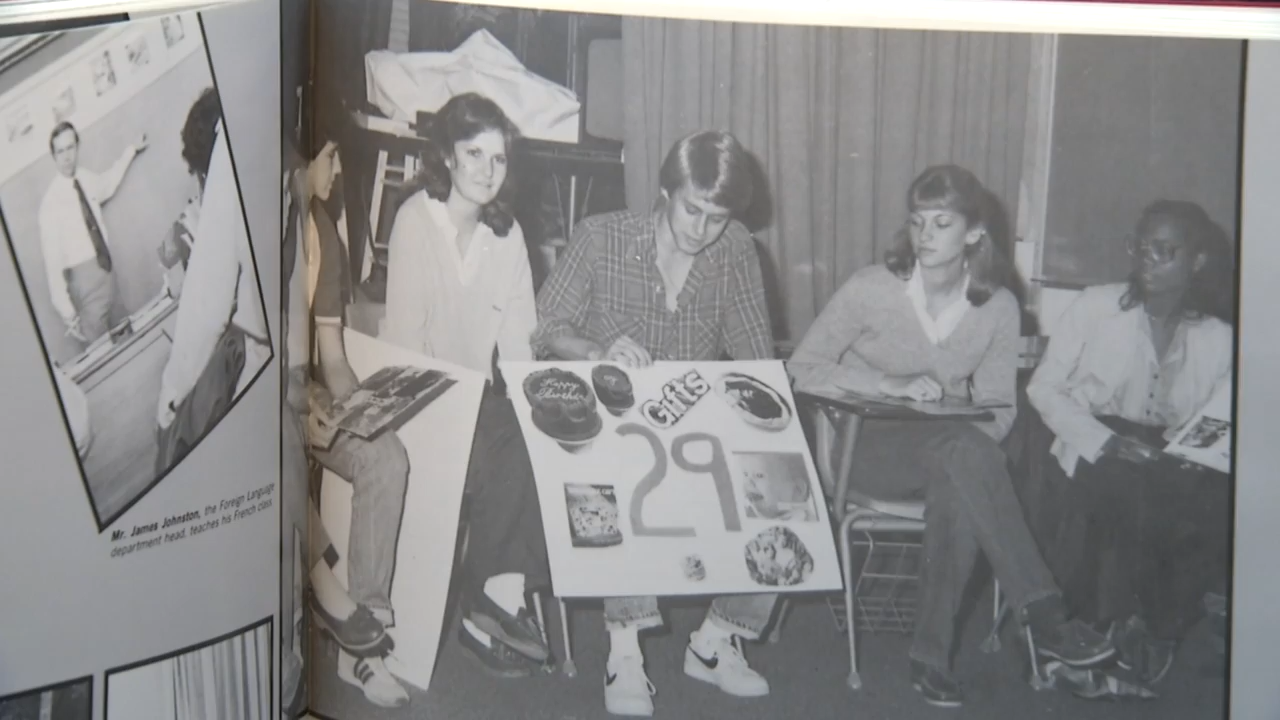 Mr. James Johnston, the Foreign Language
department head, teaches his French class.
Happy
Birthday
Gifts
29